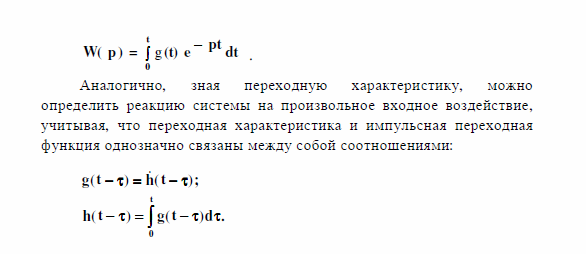 W( p) = ∫₀ᵗ g(t) e⁻ ᵖᵗ dt .
Аналогично, зная переходную характеристику, можно
определить реакцию системы на произвольное входное воздействие,
учитывая, что переходная характеристика и импульсная переходная
функция однозначно связаны между собой соотношениями:
g(t − τ) = ḣ(t − τ);
h(t − τ) = ∫₀ᵗ g(t − τ)dτ.